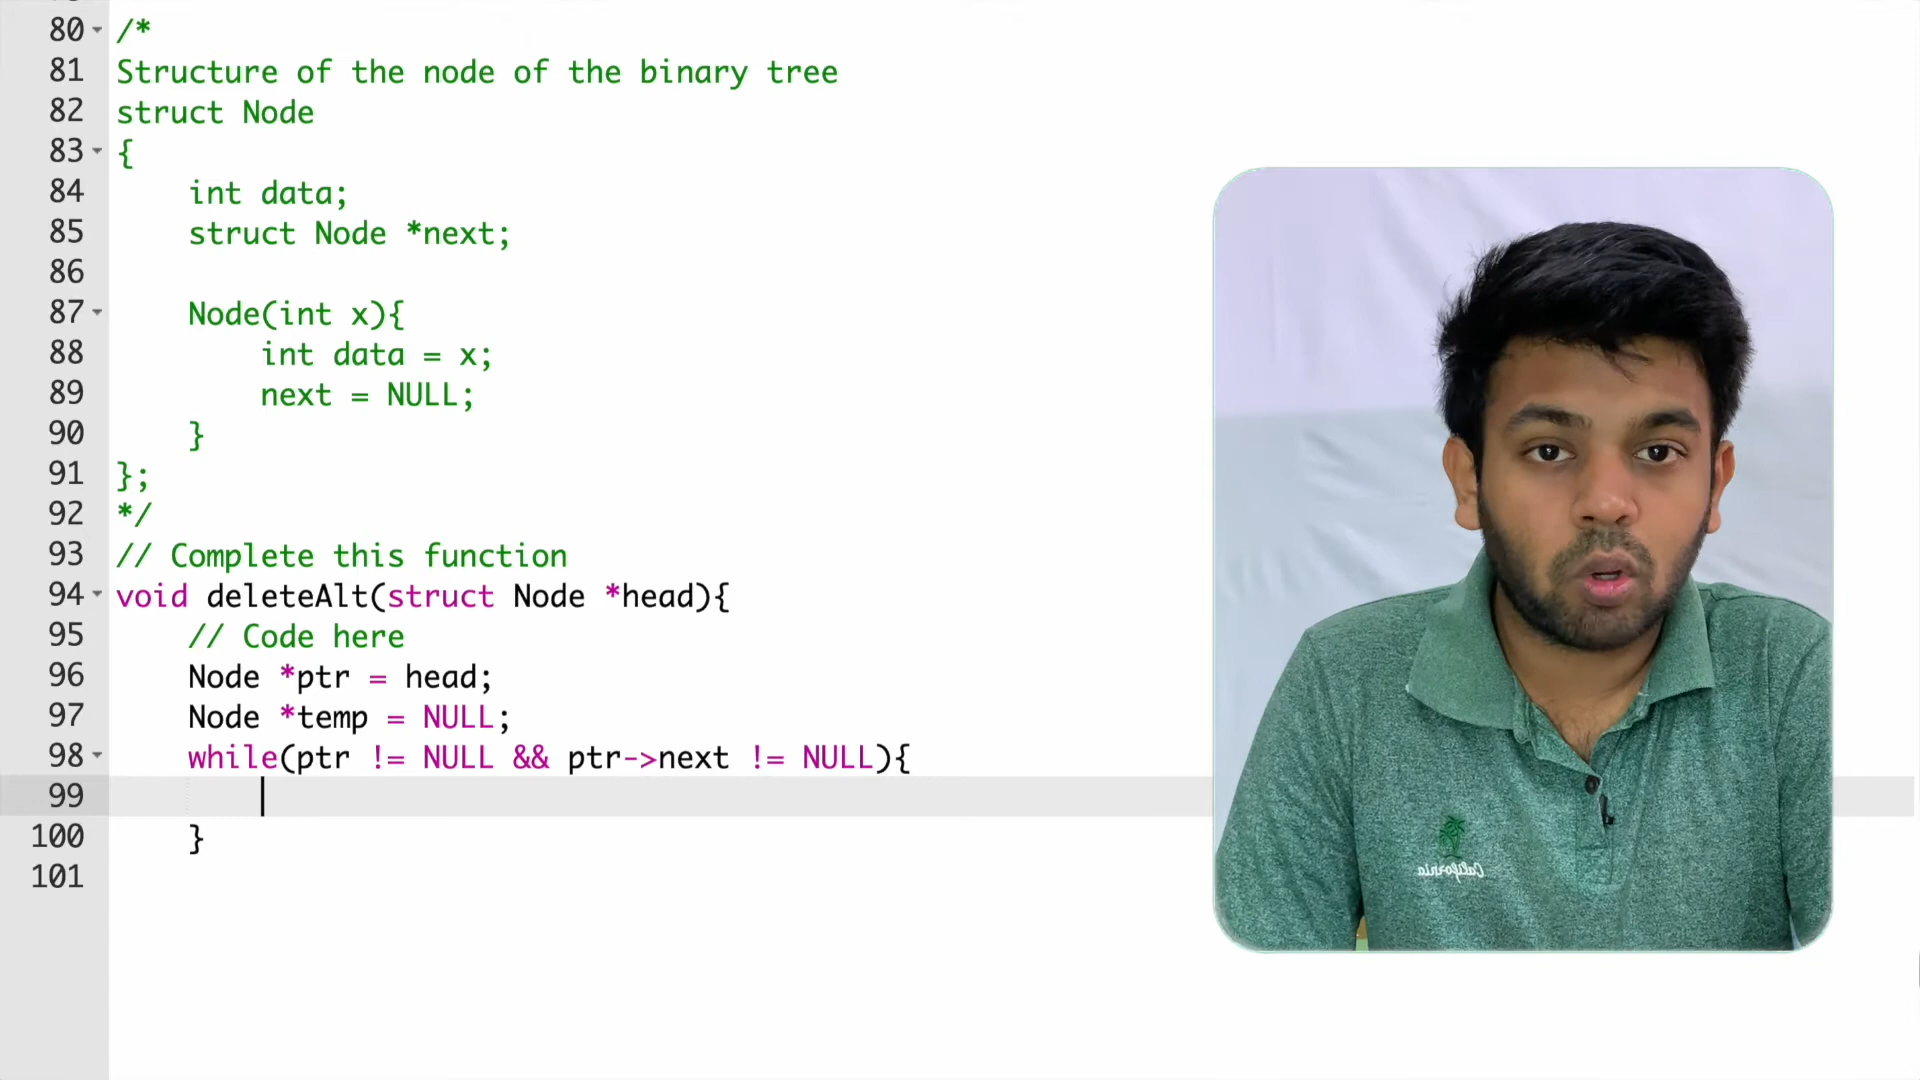 80 /*
81 Structure of the node of the binary tree
82 struct Node
83 {
84 int data;
85 struct Node *next;
86
87 Node(int x){
88 int data = x;
89 next = NULL;
90 }
91 };
92 */
93 // Complete this function
94 void deleteAlt(struct Node *head){
95 // Code here
96 Node *ptr = head;
97 Node *temp = NULL;
98 while(ptr != NULL && ptr->next != NULL){
99
100 }
101
California